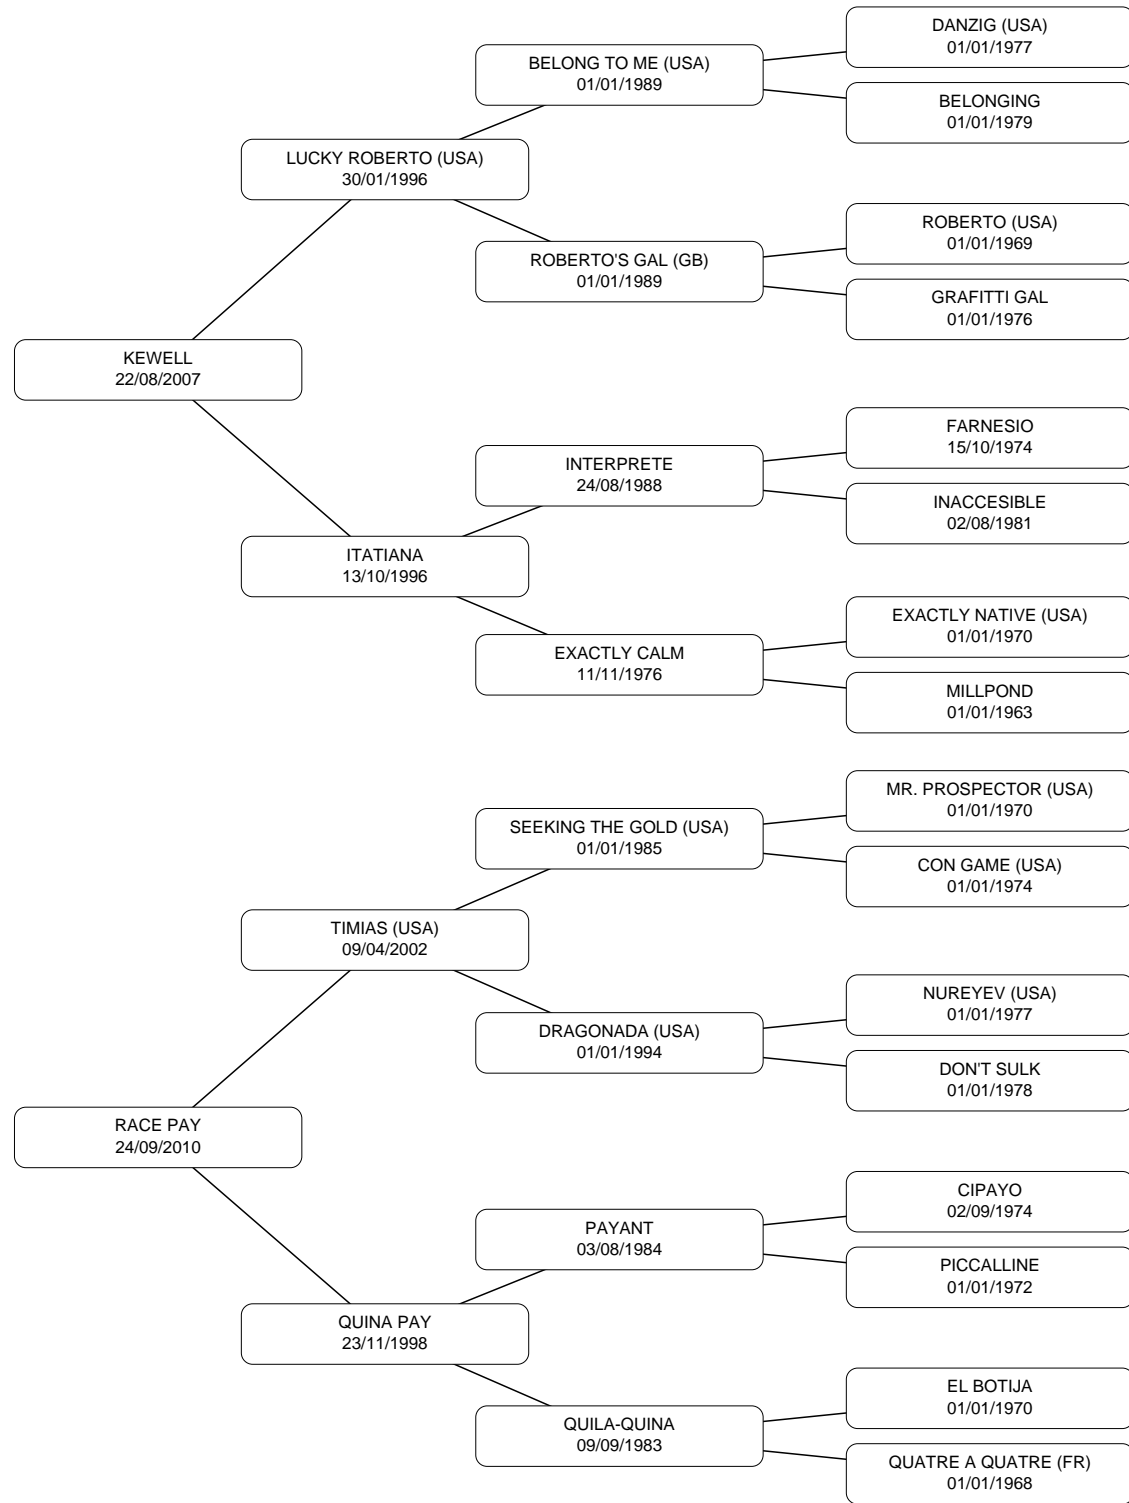 DANZIG (USA)
01/01/1977
BELONG TO ME (USA)
01/01/1989
BELONGING
01/01/1979
LUCKY ROBERTO (USA)
30/01/1996
ROBERTO (USA)
01/01/1969
ROBERTO'S GAL (GB)
01/01/1989
GRAFITTI GAL
01/01/1976
KEWELL
22/08/2007
FARNESIO
15/10/1974
INTERPRETE
24/08/1988
INACCESIBLE
02/08/1981
ITATIANA
13/10/1996
EXACTLY NATIVE (USA)
01/01/1970
EXACTLY CALM
11/11/1976
MILLPOND
01/01/1963
MR. PROSPECTOR (USA)
01/01/1970
SEEKING THE GOLD (USA)
01/01/1985
CON GAME (USA)
01/01/1974
TIMIAS (USA)
09/04/2002
NUREYEV (USA)
01/01/1977
DRAGONADA (USA)
01/01/1994
DON'T SULK
01/01/1978
RACE PAY
24/09/2010
CIPAYO
02/09/1974
PAYANT
03/08/1984
PICCALLINE
01/01/1972
QUINA PAY
23/11/1998
EL BOTIJA
01/01/1970
QUILA-QUINA
09/09/1983
QUATRE A QUATRE (FR)
01/01/1968